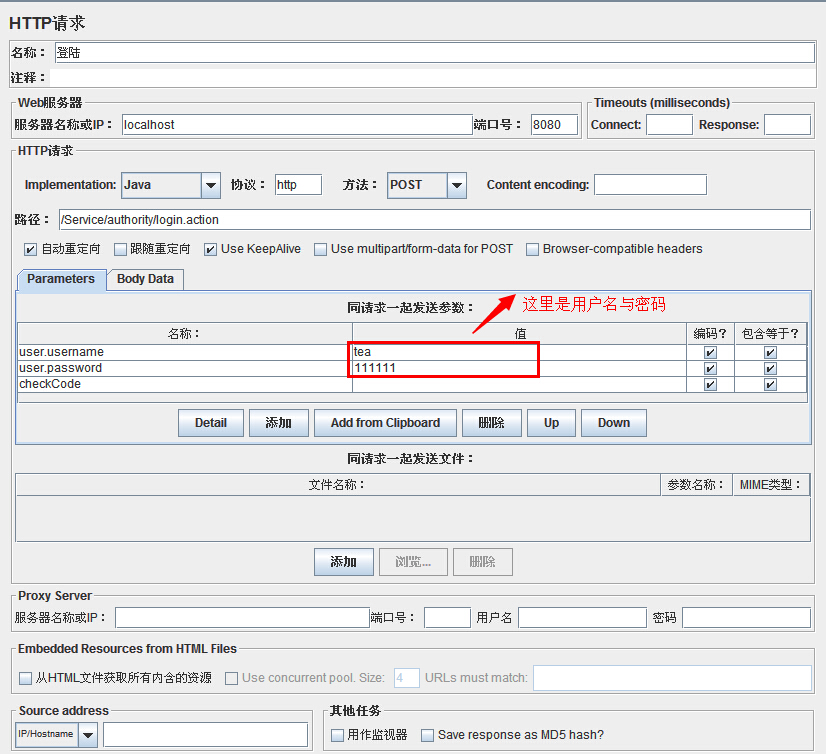 HTTP请求
名称： 登陆
注释：
Web服务器
服务器名称或IP： localhost 端口号： 8080
Timeouts (milliseconds)
Connect: Response:
HTTP请求
Implementation: Java 协议： http 方法： POST Content encoding:
路径： /Service/authority/login.action
自动重定向 跟随重定向 Use KeepAlive Use multipart/form-data for POST Browser-compatible headers
Parameters Body Data
同请求一起发送参数： 这里是用户名与密码
名称： 值 编码？ 包含等于？
user.username tea
user.password 111111
checkCode
Detail 添加 Add from Clipboard 删除 Up Down
同请求一起发送文件：
文件名称： 参数名称： MIME类型：
添加 浏览... 删除
Proxy Server
服务器名称或IP： 端口号： 用户名 密码
Embedded Resources from HTML Files
从HTML文件获取所有内含的资源 Use concurrent pool. Size: 4 URLs must match:
Source address
IP/Hostname
其他任务
用作监视器 Save response as MD5 hash?